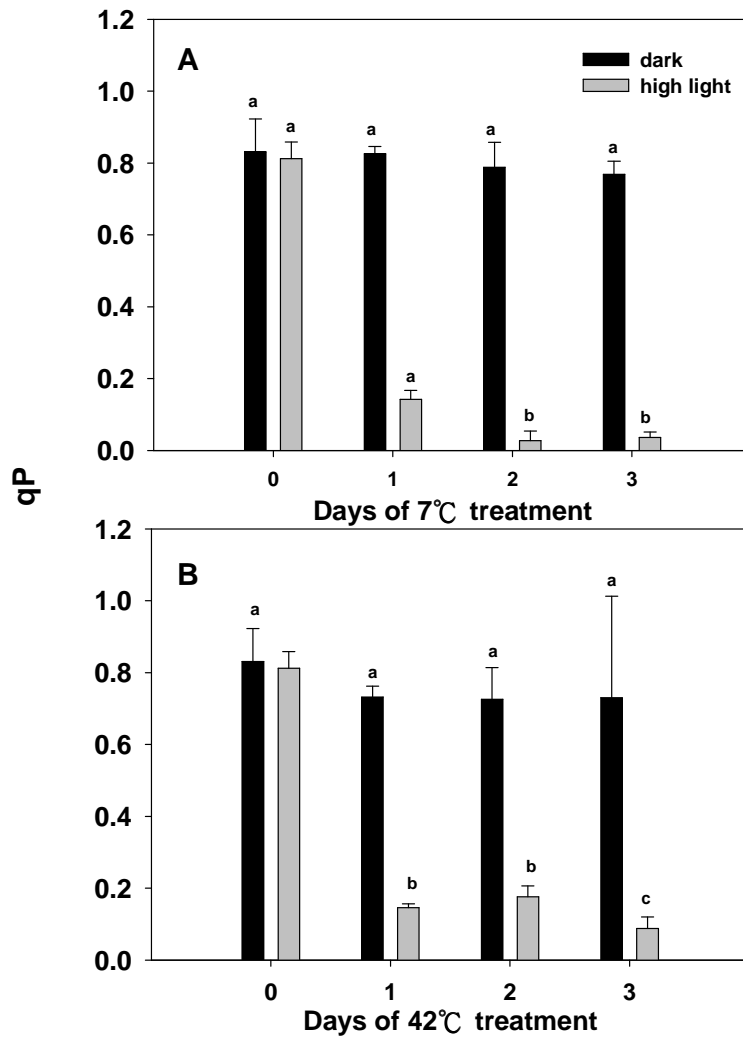 1.2
A
dark
high light
1.0
a
a
a
a
a
0.8
0.6
0.4
0.2
a
b
b
0.0
0
1
2
3
Days of 7℃ treatment
qP
1.2
B
a
1.0
a
a
a
0.8
0.6
0.4
0.2
b
b
c
0.0
0
1
2
3
Days of 42℃ treatment